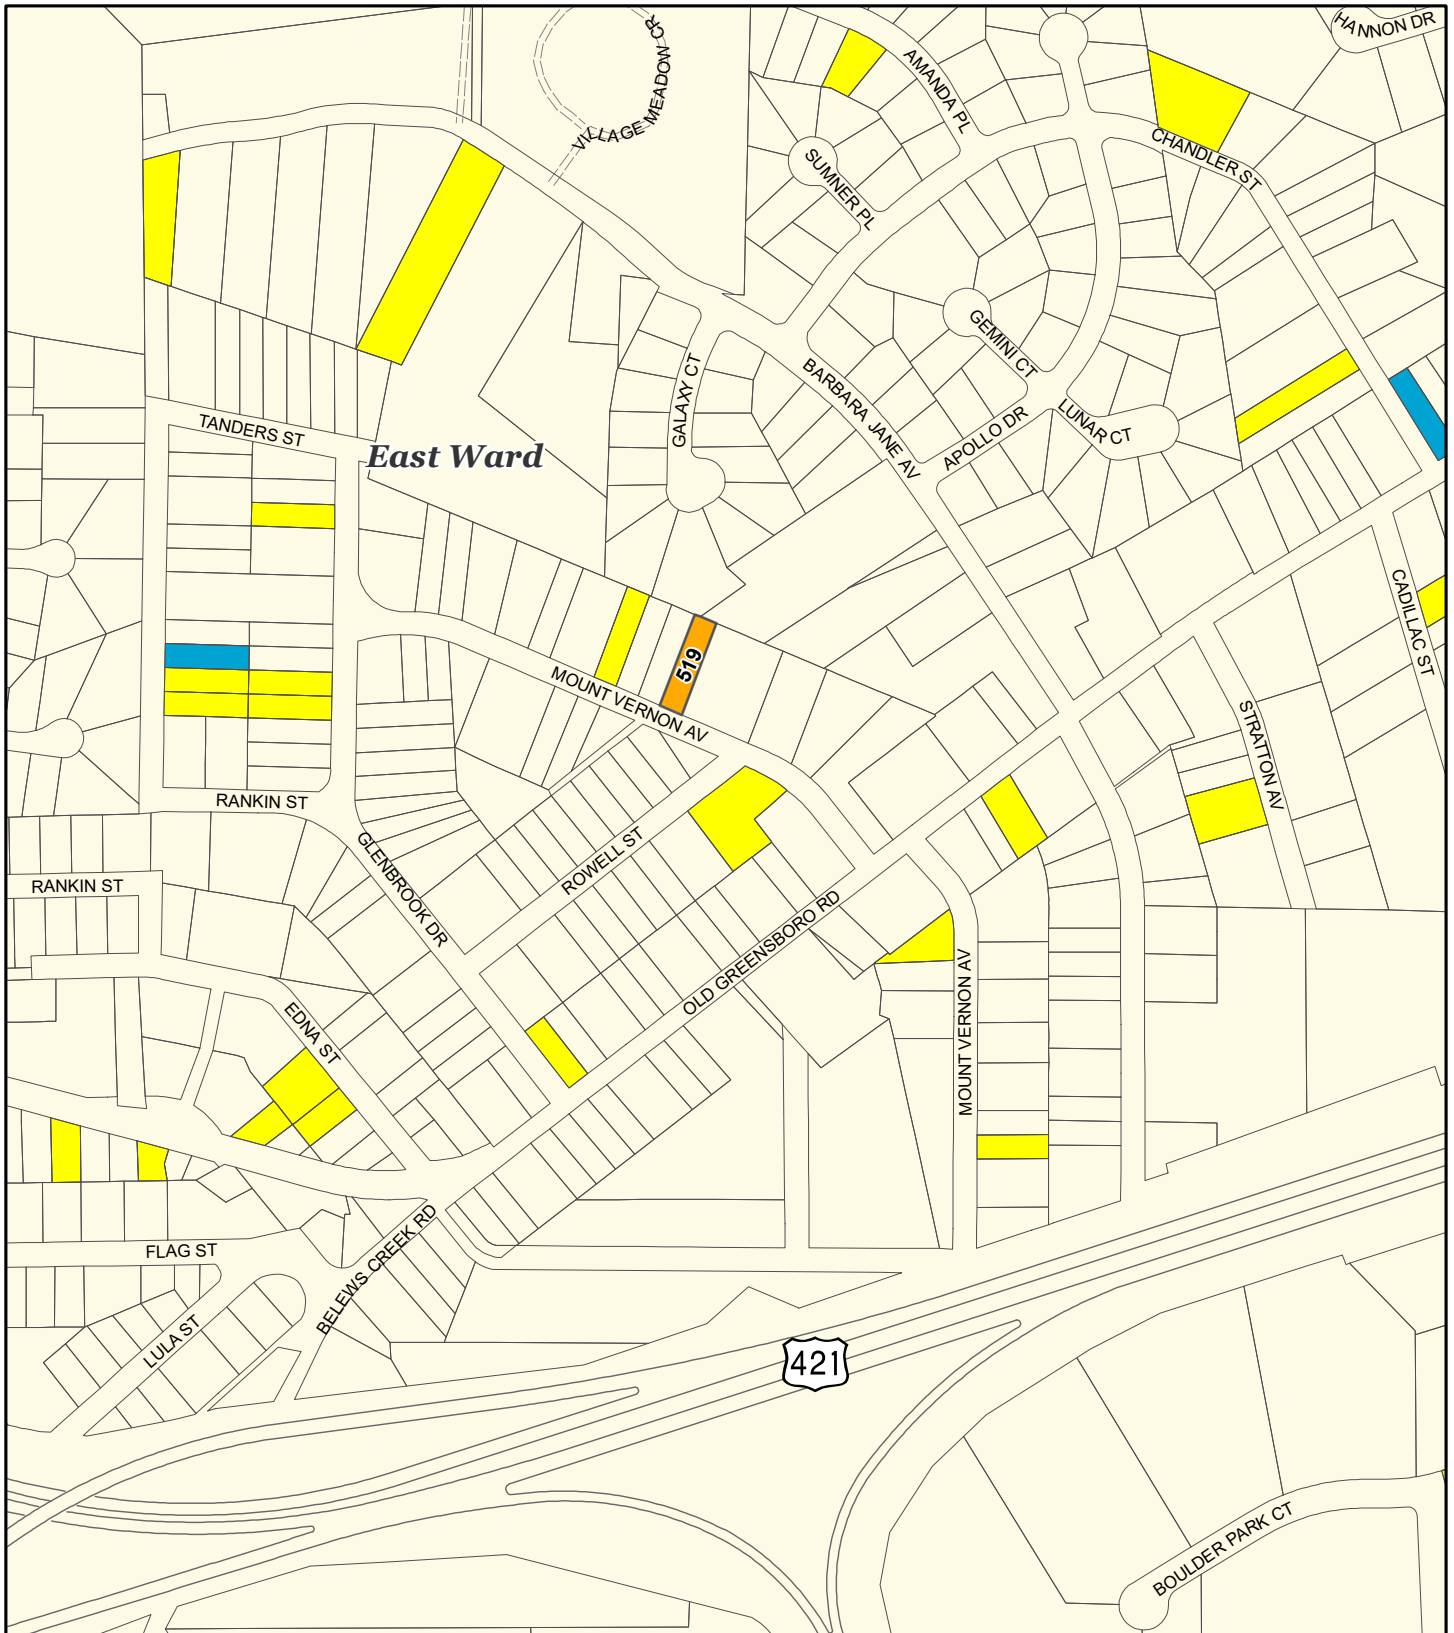 HANNON DR
VILLAGE MEADOW CR
AMANDA PL
CHANDLER ST
SUMNER PL
GEMINI CT
GALAXY CT
BARBARA JANE AV
APOLLO DR
LUNAR CT
TANDERS ST
East Ward
CADILLAC ST
519
MOUNT VERNON AV
STRATTON AV
RANKIN ST
GLENBROOK DR
ROWELL ST
RANKIN ST
OLD GREENSBORO RD
EDNA ST
MOUNT VERNON AV
BELEWS CREEK RD
FLAG ST
LULA ST
421
BOULDER PARK CT